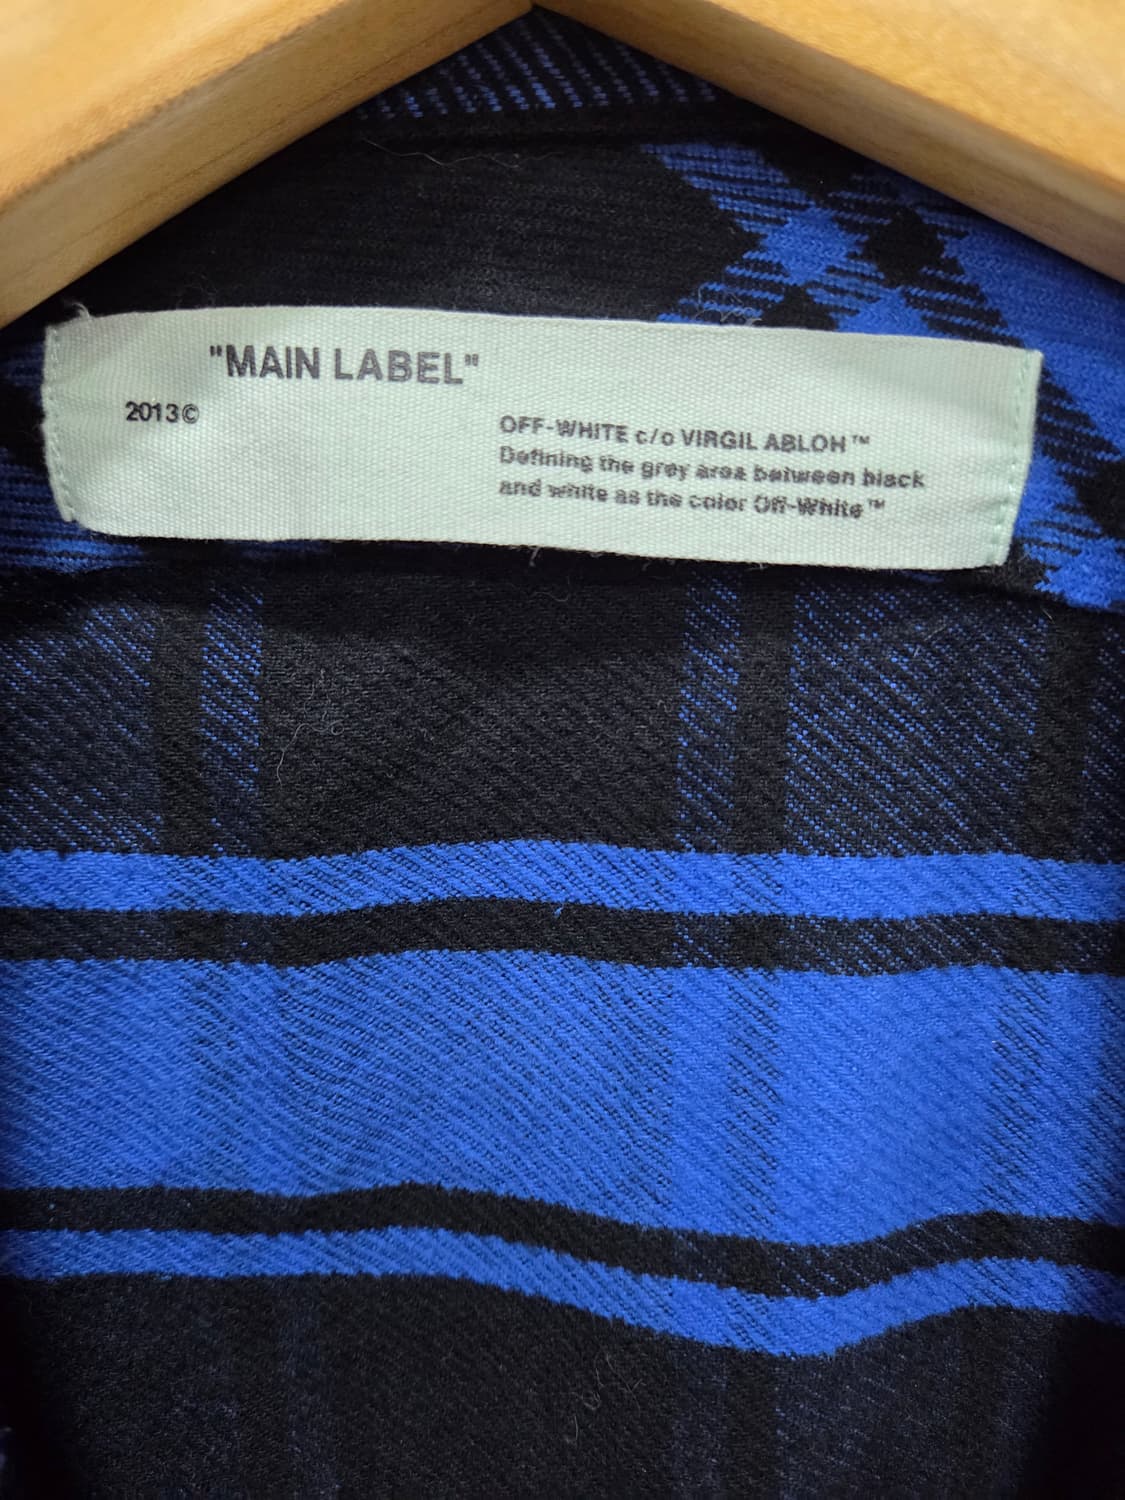 "MAIN LABEL"
2013©
OFF-WHITE c/o VIRGIL ABLOH™
Defining the grey area between black
and white as the color Off-White™